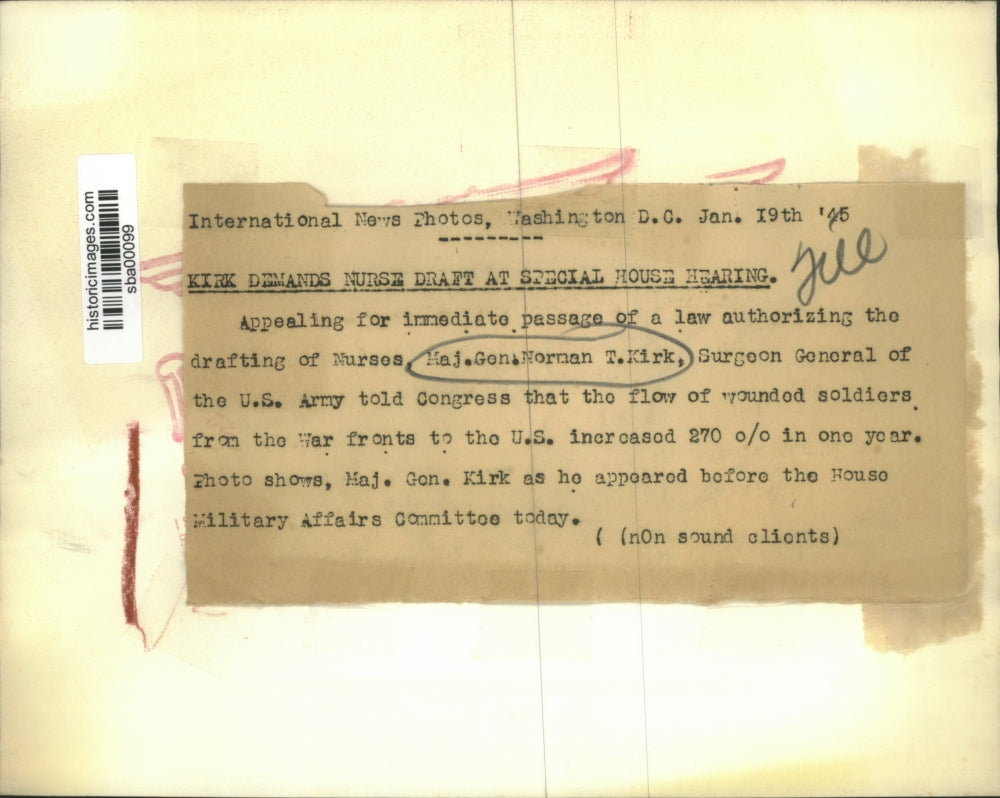 historicimages.com
sba00099
International News Photos, Washington D.C. Jan. I9th '45
File
KIRK DEMANDS NURSE DRAFT AT SPECIAL HOUSE HEARING.
Appealing for immediate passage of a law authorizing the
drafting of Nurses, Maj.Gen.Norman T.Kirk, Surgeon General of
the U.S. Army told Congress that the flow of wounded soldiers
from the War fronts to the U.S. increased 270 o/o in one year.
Photo shows, Maj. Gen. Kirk as he appeared before the House
Military Affairs Committee today.
( (nOn sound clients)